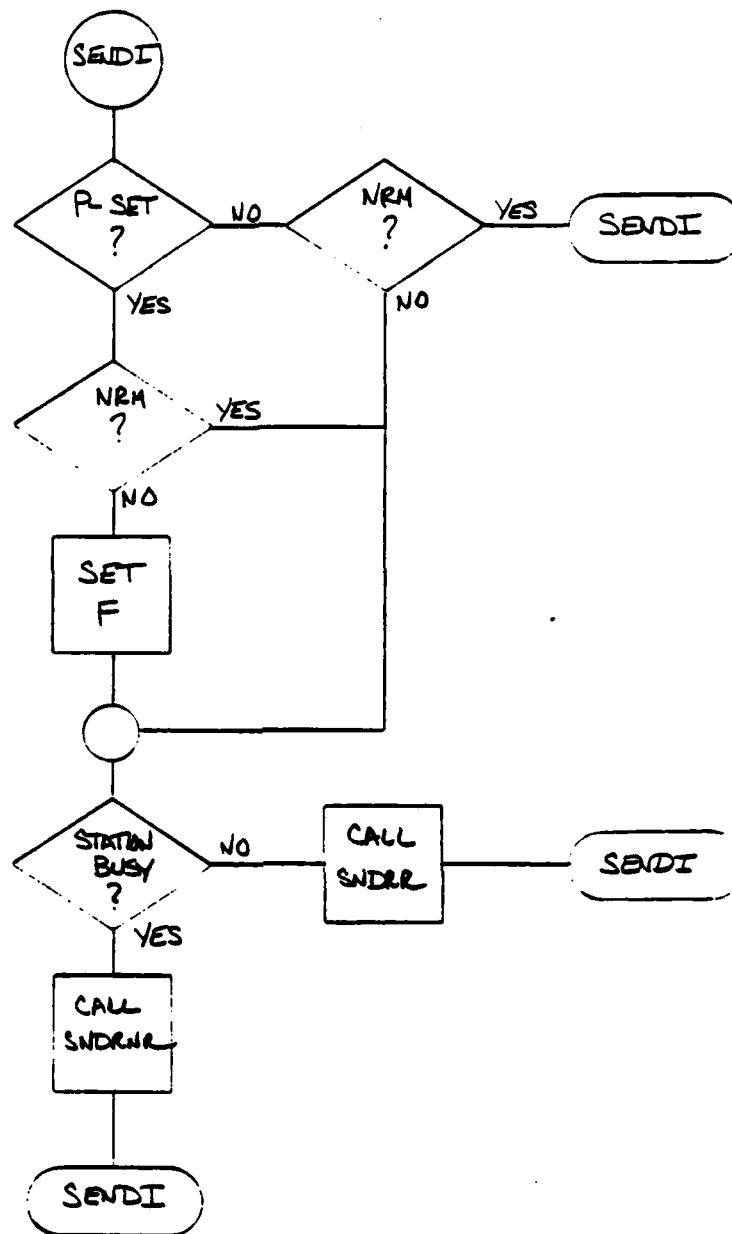 SENDI
P- SET
?
NO
NRM
?
YES
SENDI
YES
NO
NRM
?
YES
NO
SET
F
STATION
BUSY
?
NO
CALL
SNDRR
SENDI
YES
CALL
SNDRNR
SENDI